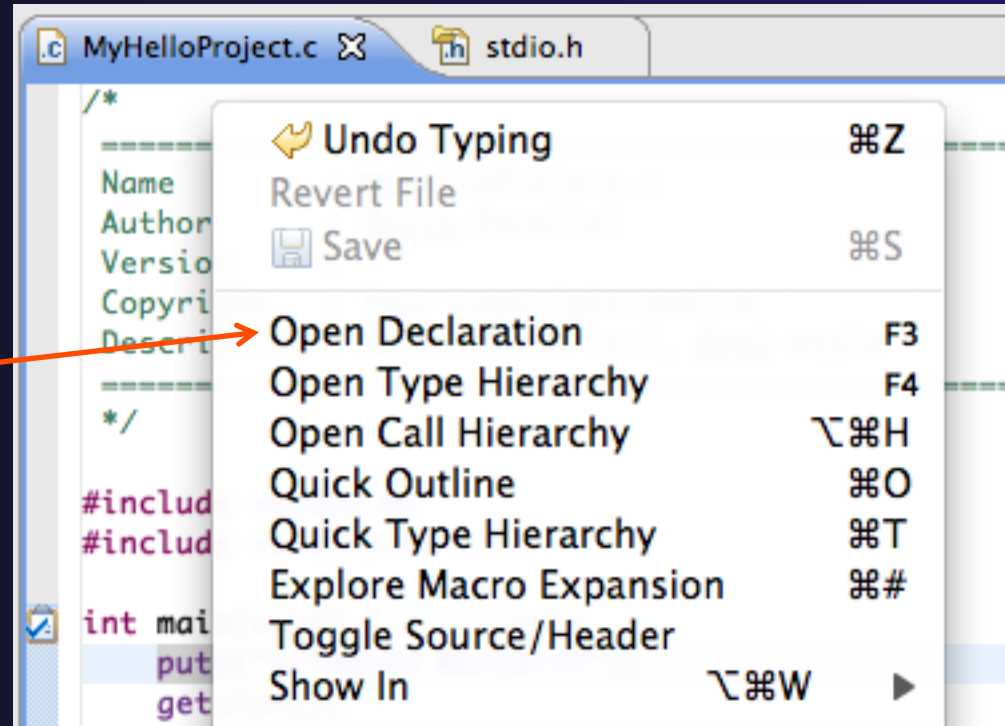 MyHelloProject.c stdio.h
/*
Undo Typing ⌘Z
Name
Revert File
Author
Save ⌘S
Versio
Copyri
Open Declaration F3
Descri
Open Type Hierarchy F4
*/
Open Call Hierarchy ⌥⌘H
Quick Outline ⌘O
#includ
Quick Type Hierarchy ⌘T
#includ
Explore Macro Expansion ⌘#
int mai
Toggle Source/Header
put
Show In ⌥⌘W
get